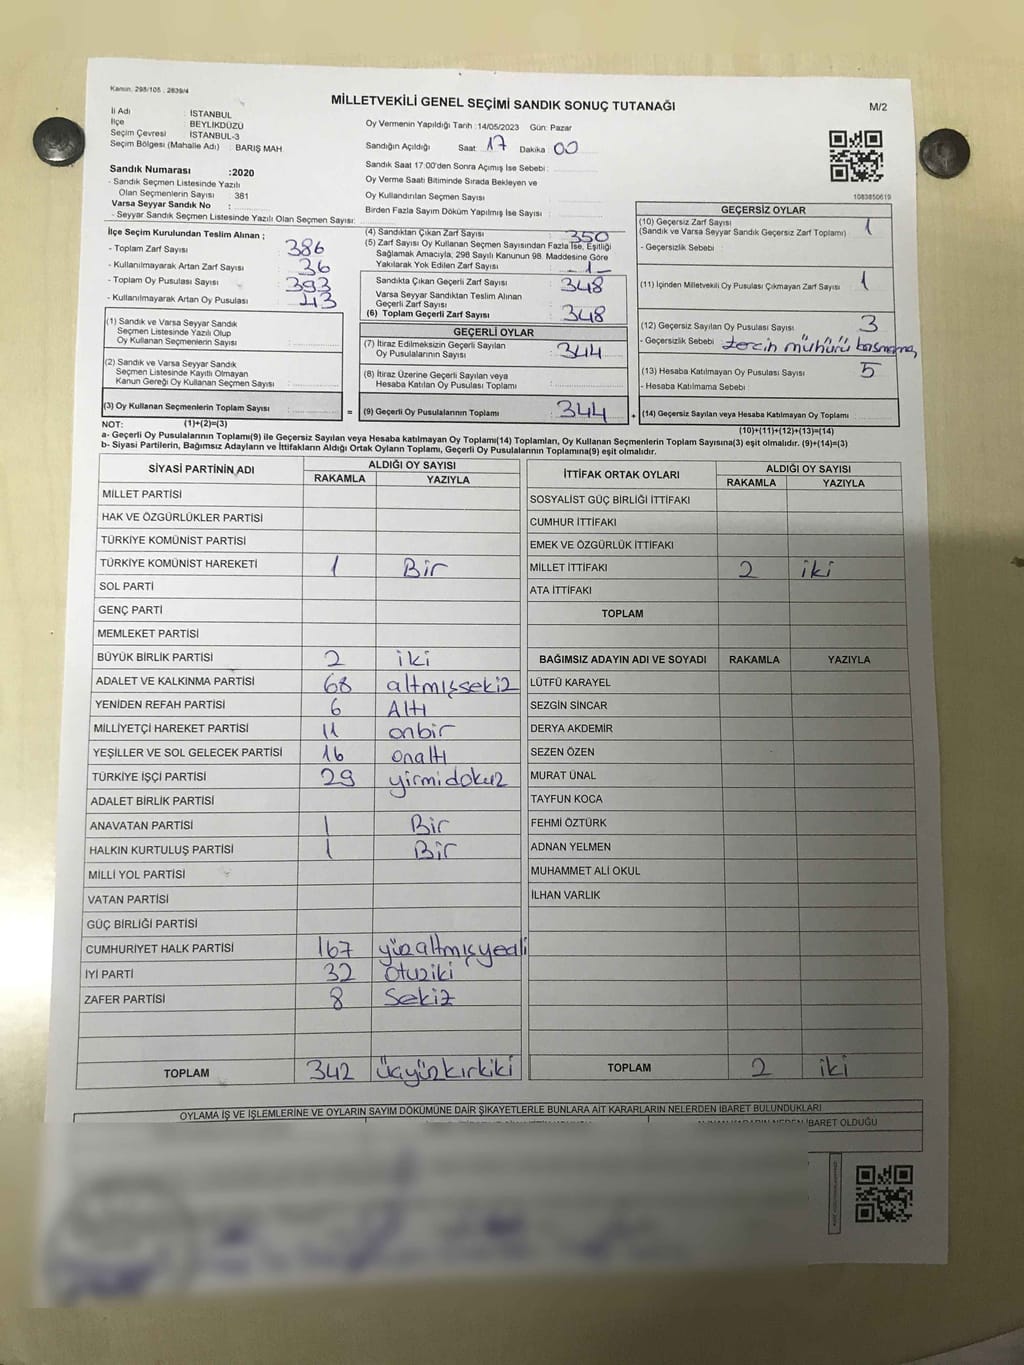 Kanun. 298/105 , 2839/4
MİLLETVEKİLİ GENEL SEÇİMİ SANDIK SONUÇ TUTANAĞI
M/2
İl Adı : İSTANBUL
İlçe : BEYLİKDÜZÜ
Seçim Çevresi : İSTANBUL-3
Seçim Bölgesi (Mahalle Adı) : BARIŞ MAH
Oy Vermenin Yapıldığı Tarih :14/05/2023 Gün: Pazar
Sandığın Açıldığı Saat : 17 Dakika : 00
Sandık Saat 17:00'den Sonra Açımış İse Sebebi :
Oy Verme Saati Bitiminde Sırada Bekleyen ve
Oy Kullandırılan Seçmen Sayısı :
Birden Fazla Sayım Döküm Yapılmış İse Sayısı :
1083850619
Sandık Numarası :2020
- Sandık Seçmen Listesinde Yazılı
Olan Seçmenlerin Sayısı : 381
Varsa Seyyar Sandık No :
- Seyyar Sandık Seçmen Listesinde Yazılı Olan Seçmen Sayısı:
İlçe Seçim Kurulundan Teslim Alınan ;
- Toplam Zarf Sayısı : 386
- Kullanılmayarak Artan Zarf Sayısı : 36
- Toplam Oy Pusulası Sayısı : 393
- Kullanılmayarak Artan Oy Pusulası : 43
(1) Sandık ve Varsa Seyyar Sandık
Seçmen Listesinde Yazılı Olup
Oy Kullanan Seçmenlerin Sayısı :
(2) Sandık ve Varsa Seyyar Sandık
Seçmen Listesinde Kayıtlı Olmayan
Kanun Gereği Oy Kullanan Seçmen Sayısı :
(3) Oy Kullanan Seçmenlerin Toplam Sayısı :
(1)+(2)=(3)
(4) Sandıktan Çıkan Zarf Sayısı : 350
(5) Zarf Sayısı Oy Kullanan Seçmen Sayısından Fazla İse, Eşitliği
Sağlamak Amacıyla, 298 Sayılı Kanunun 98. Maddesine Göre
Yakılarak Yok Edilen Zarf Sayısı : -1-
Sandıkta Çıkan Geçerli Zarf Sayısı : 348
Varsa Seyyar Sandıktan Teslim Alınan
Geçerli Zarf Sayısı :
(6) Toplam Geçerli Zarf Sayısı : 348
GEÇERLİ OYLAR
(7) İtiraz Edilmeksizin Geçerli Sayılan
Oy Pusulalarının Sayısı : 344
(8) İtiraz Üzerine Geçerli Sayılan veya
Hesaba Katılan Oy Pusulası Toplamı :
= (9) Geçerli Oy Pusulalarının Toplamı : 344 +
GEÇERSİZ OYLAR
(10) Geçersiz Zarf Sayısı : 1
(Sandık ve Varsa Seyyar Sandık Geçersiz Zarf Toplamı)
- Geçersizlik Sebebi :
(11) İçinden Milletvekili Oy Pusulası Çıkmayan Zarf Sayısı : 1
(12) Geçersiz Sayılan Oy Pusulası Sayısı : 3
- Geçersizlik Sebebi : tercih mühürü basmama,
(13) Hesaba Katılmayan Oy Pusulası Sayısı : 5
- Hesaba Katılmama Sebebi :
(14) Geçersiz Sayılan veya Hesaba Katılmayan Oy Toplamı :
(10)+(11)+(12)+(13)=(14)
NOT:
a- Geçerli Oy Pusulalarının Toplamı(9) ile Geçersiz Sayılan veya Hesaba katılmayan Oy Toplamı(14) Toplamları, Oy Kullanan Seçmenlerin Toplam Sayısına(3) eşit olmalıdır. (9)+(14)=(3)
b- Siyasi Partilerin, Bağımsız Adayların ve İttifakların Aldığı Ortak Oyların Toplamı, Geçerli Oy Pusulalarının Toplamına(9) eşit olmalıdır.
SİYASİ PARTİNİN ADI ALDIĞI OY SAYISI
RAKAMLA YAZIYLA
MİLLET PARTİSİ
HAK VE ÖZGÜRLÜKLER PARTİSİ
TÜRKİYE KOMÜNİST PARTİSİ
TÜRKİYE KOMÜNİST HAREKETİ 1 Bir
SOL PARTİ
GENÇ PARTİ
MEMLEKET PARTİSİ
BÜYÜK BİRLİK PARTİSİ 2 iki
ADALET VE KALKINMA PARTİSİ 68 altmışsekiz
YENİDEN REFAH PARTİSİ 6 Altı
MİLLİYETÇİ HAREKET PARTİSİ 11 onbir
YEŞİLLER VE SOL GELECEK PARTİSİ 16 onaltı
TÜRKİYE İŞÇİ PARTİSİ 29 yirmidokuz
ADALET BİRLİK PARTİSİ
ANAVATAN PARTİSİ 1 Bir
HALKIN KURTULUŞ PARTİSİ 1 Bir
MİLLİ YOL PARTİSİ
VATAN PARTİSİ
GÜÇ BİRLİĞİ PARTİSİ
CUMHURİYET HALK PARTİSİ 167 yüzaltmışyedi
İYİ PARTİ 32 otuziki
ZAFER PARTİSİ 8 Sekiz
TOPLAM 342 üçyüzkırkiki
İTTİFAK ORTAK OYLARI ALDIĞI OY SAYISI
RAKAMLA YAZIYLA
SOSYALİST GÜÇ BİRLİĞİ İTTİFAKI
CUMHUR İTTİFAKI
EMEK VE ÖZGÜRLÜK İTTİFAKI
MİLLET İTTİFAKI 2 iki
ATA İTTİFAKI
TOPLAM
BAĞIMSIZ ADAYIN ADI VE SOYADI RAKAMLA YAZIYLA
LÜTFÜ KARAYEL
SEZGİN SİNCAR
DERYA AKDEMİR
SEZEN ÖZEN
MURAT ÜNAL
TAYFUN KOCA
FEHMİ ÖZTÜRK
ADNAN YELMEN
MUHAMMET ALİ OKUL
İLHAN VARLIK
TOPLAM 2 iki
OYLAMA İŞ VE İŞLEMLERİNE VE OYLARIN SAYIM DÖKÜMÜNE DAİR ŞİKAYETLERLE BUNLARA AİT KARARLARIN NELERDEN İBARET BULUNDUKLARI
İBARET OLDUĞU